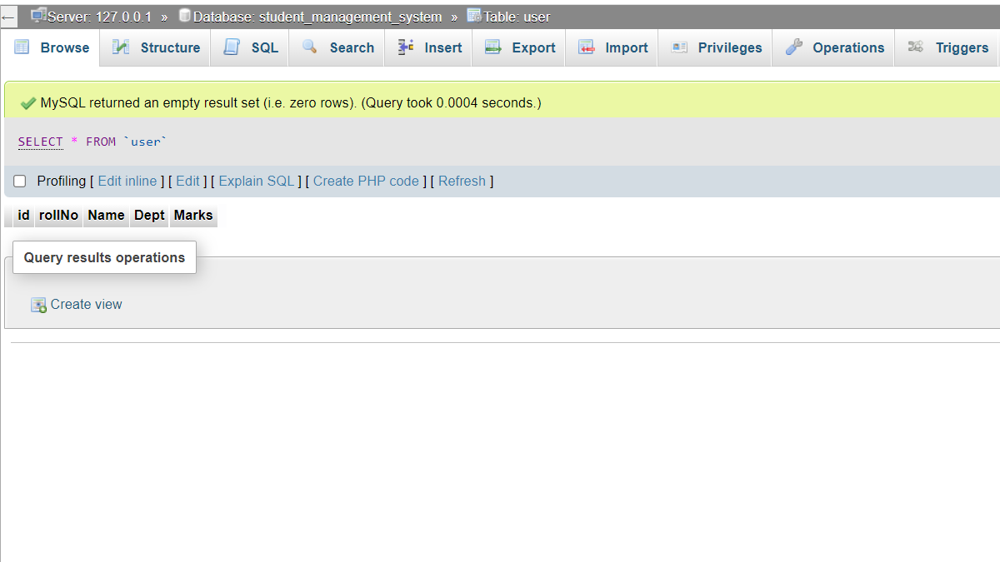 ← Server: 127.0.0.1 » Database: student_management_system » Table: user
Browse Structure SQL Search Insert Export Import Privileges Operations Triggers
MySQL returned an empty result set (i.e. zero rows). (Query took 0.0004 seconds.)
SELECT * FROM `user`
Profiling [ Edit inline ] [ Edit ] [ Explain SQL ] [ Create PHP code ] [ Refresh ]
id rollNo Name Dept Marks
Query results operations
Create view